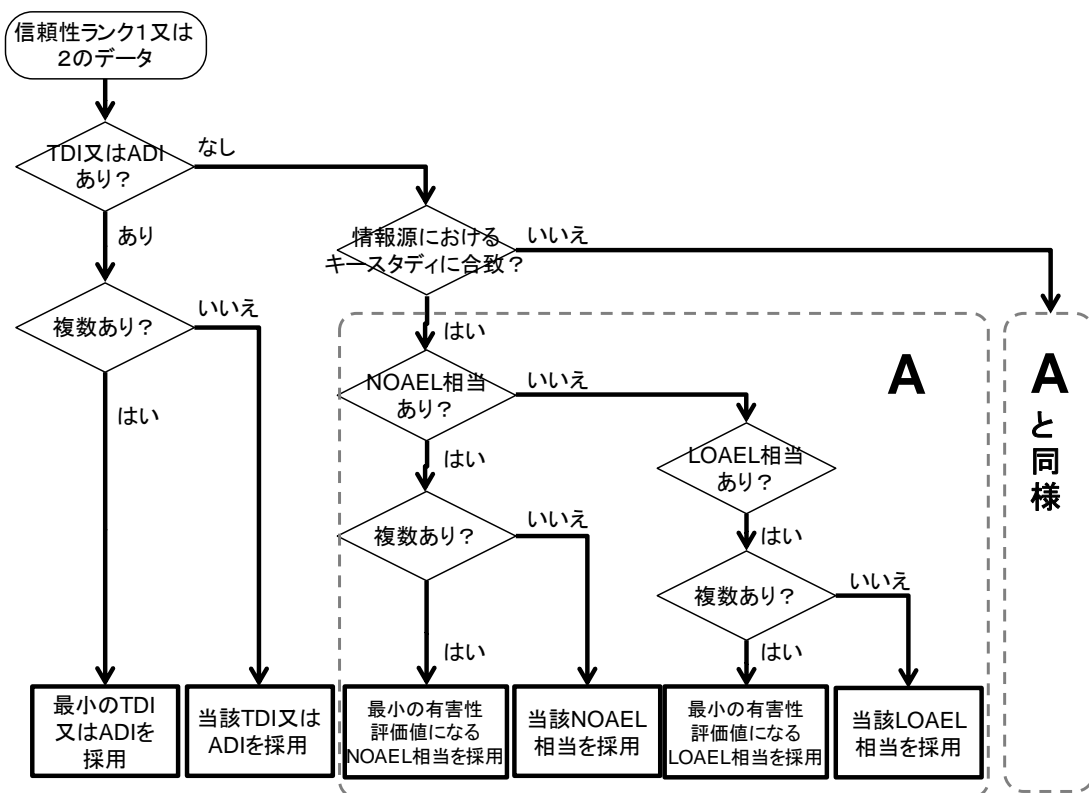 信頼性ランク1又は
2のデータ
TDI又はADI
あり？
なし
あり
情報源における
キースタディに合致？
いいえ
複数あり？
いいえ
はい
はい
NOAEL相当
あり？
いいえ
はい
A
A
と
同
様
LOAEL相当
あり？
はい
複数あり？
いいえ
はい
複数あり？
いいえ
はい
最小のTDI
又はADIを
採用
当該TDI又は
ADIを採用
最小の有害性
評価値になる
NOAEL相当を採用
当該NOAEL
相当を採用
最小の有害性
評価値になる
LOAEL相当を採用
当該LOAEL
相当を採用